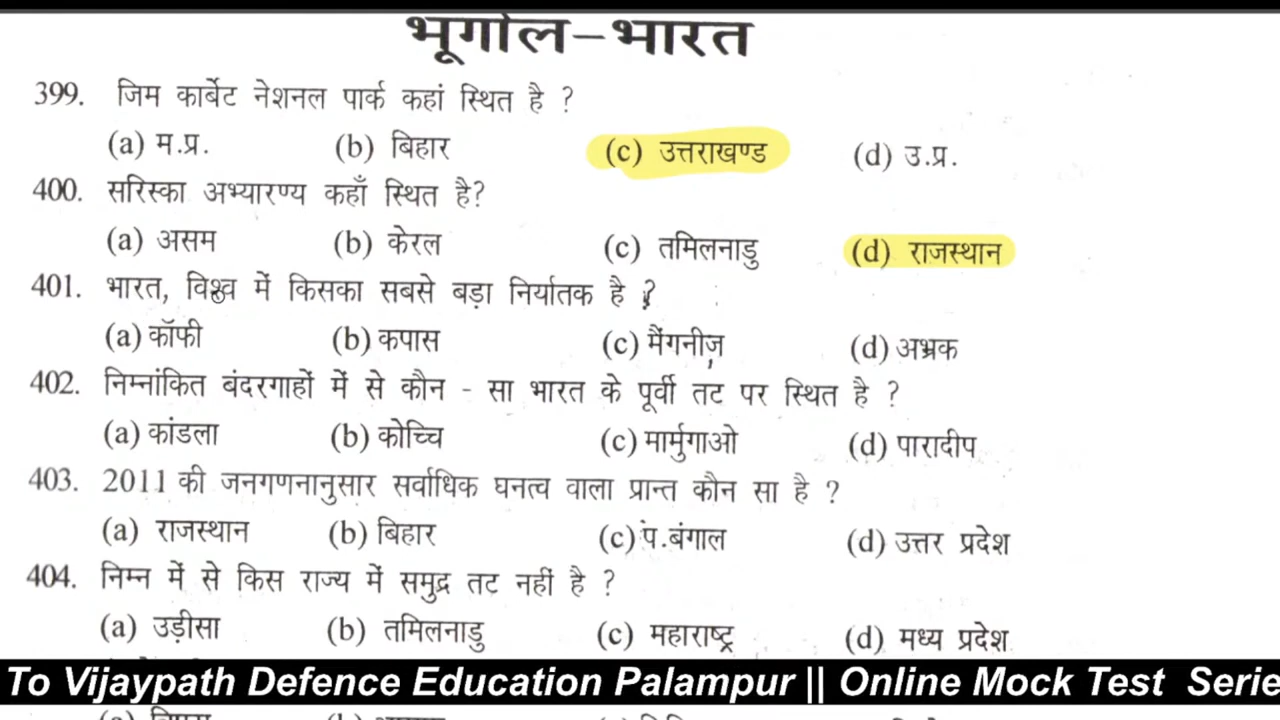 भूगोल–भारत
399. जिम कार्बेट नेशनल पार्क कहां स्थित है ?
(a) म.प्र. (b) बिहार (c) उत्तराखण्ड (d) उ.प्र.
400. सरिस्का अभ्यारण्य कहाँ स्थित है?
(a) असम (b) केरल (c) तमिलनाडु (d) राजस्थान
401. भारत, विश्व में किसका सबसे बड़ा निर्यातक है ?
(a) कॉफी (b) कपास (c) मैंगनीज़ (d) अभ्रक
402. निम्नांकित बंदरगाहों में से कौन - सा भारत के पूर्वी तट पर स्थित है ?
(a) कांडला (b) कोच्चि (c) मार्मुगाओ (d) पारादीप
403. 2011 की जनगणनानुसार सर्वाधिक घनत्व वाला प्रान्त कौन सा है ?
(a) राजस्थान (b) बिहार (c) पं.बंगाल (d) उत्तर प्रदेश
404. निम्न में से किस राज्य में समुद्र तट नहीं है ?
(a) उड़ीसा (b) तमिलनाडु (c) महाराष्ट्र (d) मध्य प्रदेश
To Vijaypath Defence Education Palampur || Online Mock Test Serie